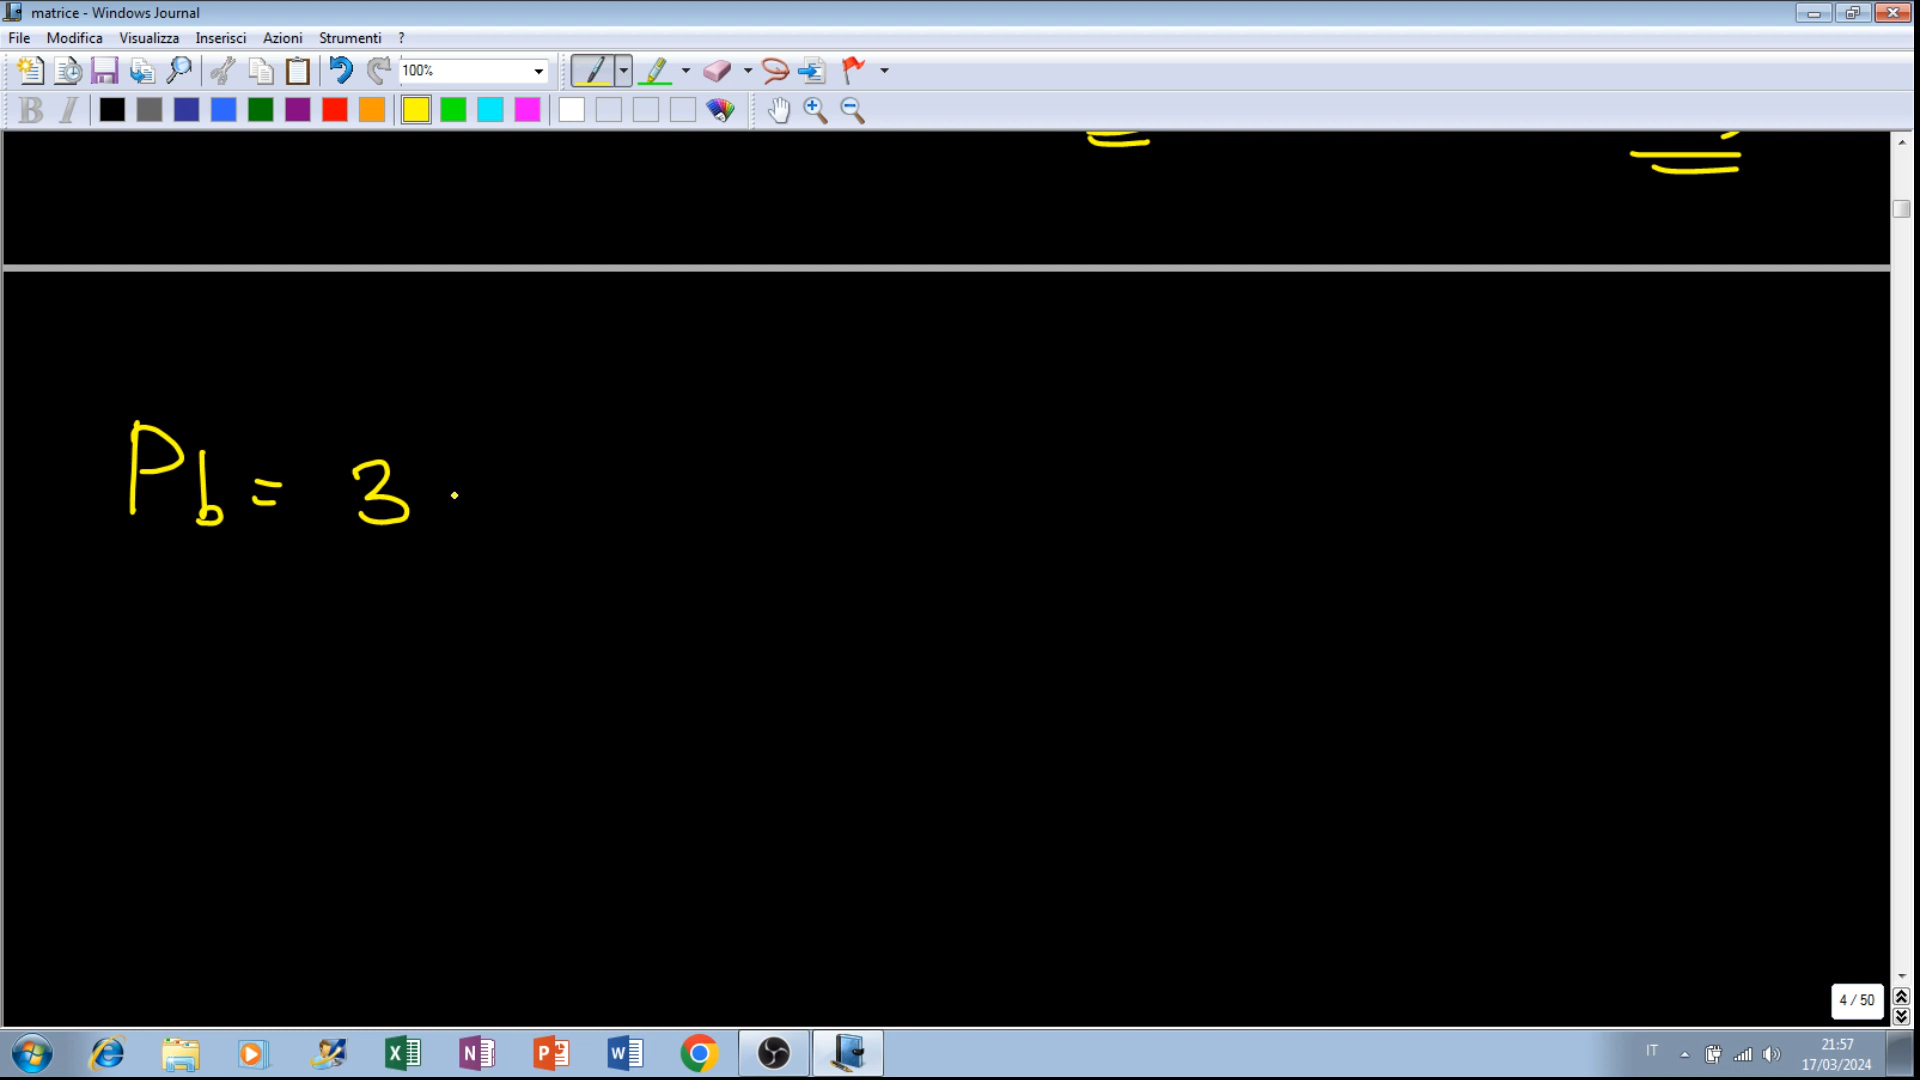 matrice - Windows Journal
File Modifica Visualizza Inserisci Azioni Strumenti ?
100%
B I
Pb = 3 ·
4 / 50
IT
21:57
17/03/2024